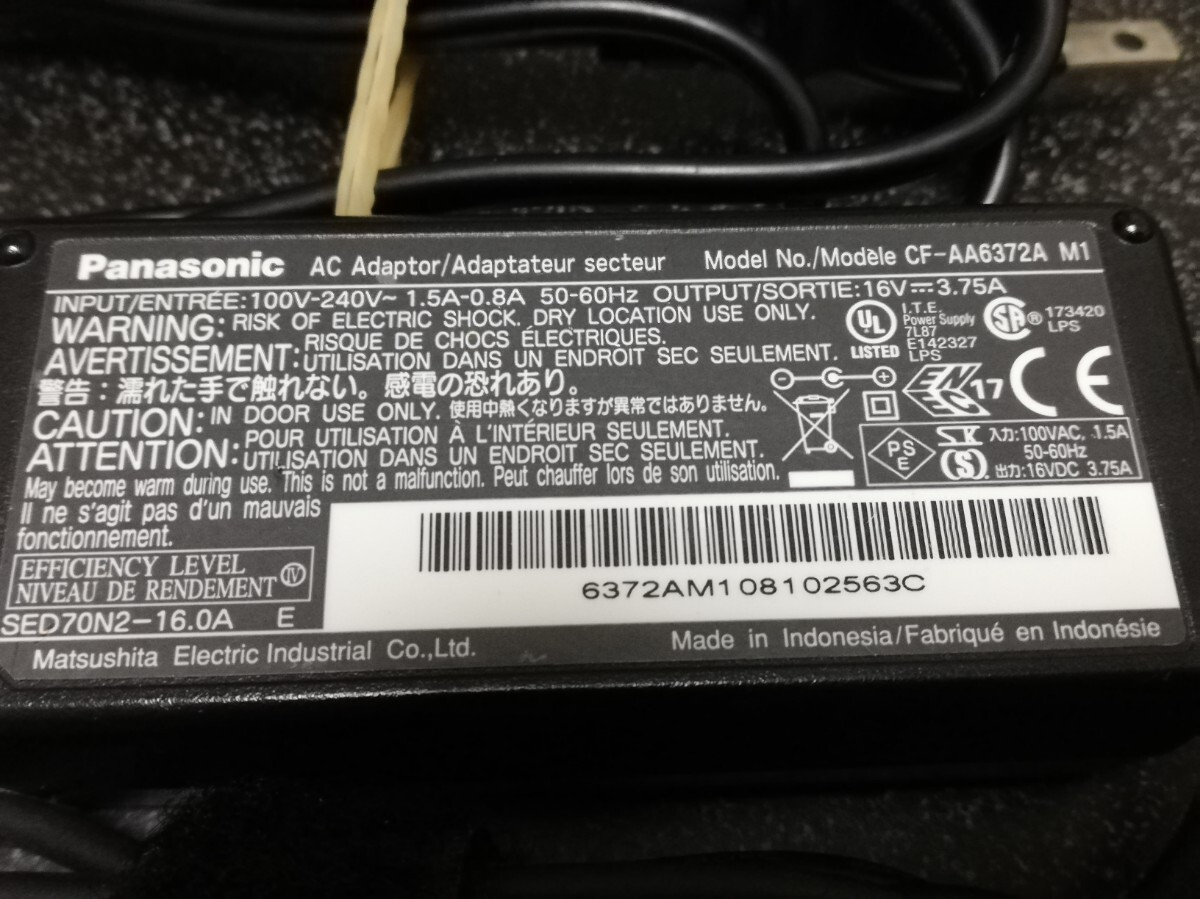 Panasonic AC Adaptor/Adaptateur secteur Model No./Modèle CF-AA6372A M1
INPUT/ENTRÉE:100V-240V~ 1.5A-0.8A 50-60Hz OUTPUT/SORTIE:16V⎓3.75A
WARNING: RISK OF ELECTRIC SHOCK. DRY LOCATION USE ONLY.
RISQUE DE CHOCS ÉLECTRIQUES.
AVERTISSEMENT: UTILISATION DANS UN ENDROIT SEC SEULEMENT.
警告：濡れた手で触れない。感電の恐れあり。
CAUTION: IN DOOR USE ONLY. 使用中熱くなりますが異常ではありません。
POUR UTILISATION À L'INTÉRIEUR SEULEMENT.
ATTENTION: UTILISATION DANS UN ENDROIT SEC SEULEMENT.
May become warm during use. This is not a malfunction. Peut chauffer lors de son utilisation.
Il ne s'agit pas d'un mauvais
fonctionnement.
EFFICIENCY LEVEL
NIVEAU DE RENDEMENT IV
SED70N2-16.0A E
Matsushita Electric Industrial Co.,Ltd.
UL
LISTED
I.T.E.
Power Supply
7L87
E142327
LPS
SA
173420
LPS
17
CE
PS
E
入力:100VAC, 1.5A
50-60Hz
出力:16VDC 3.75A
6372AM108102563C
Made in Indonesia/Fabriqué en Indonésie